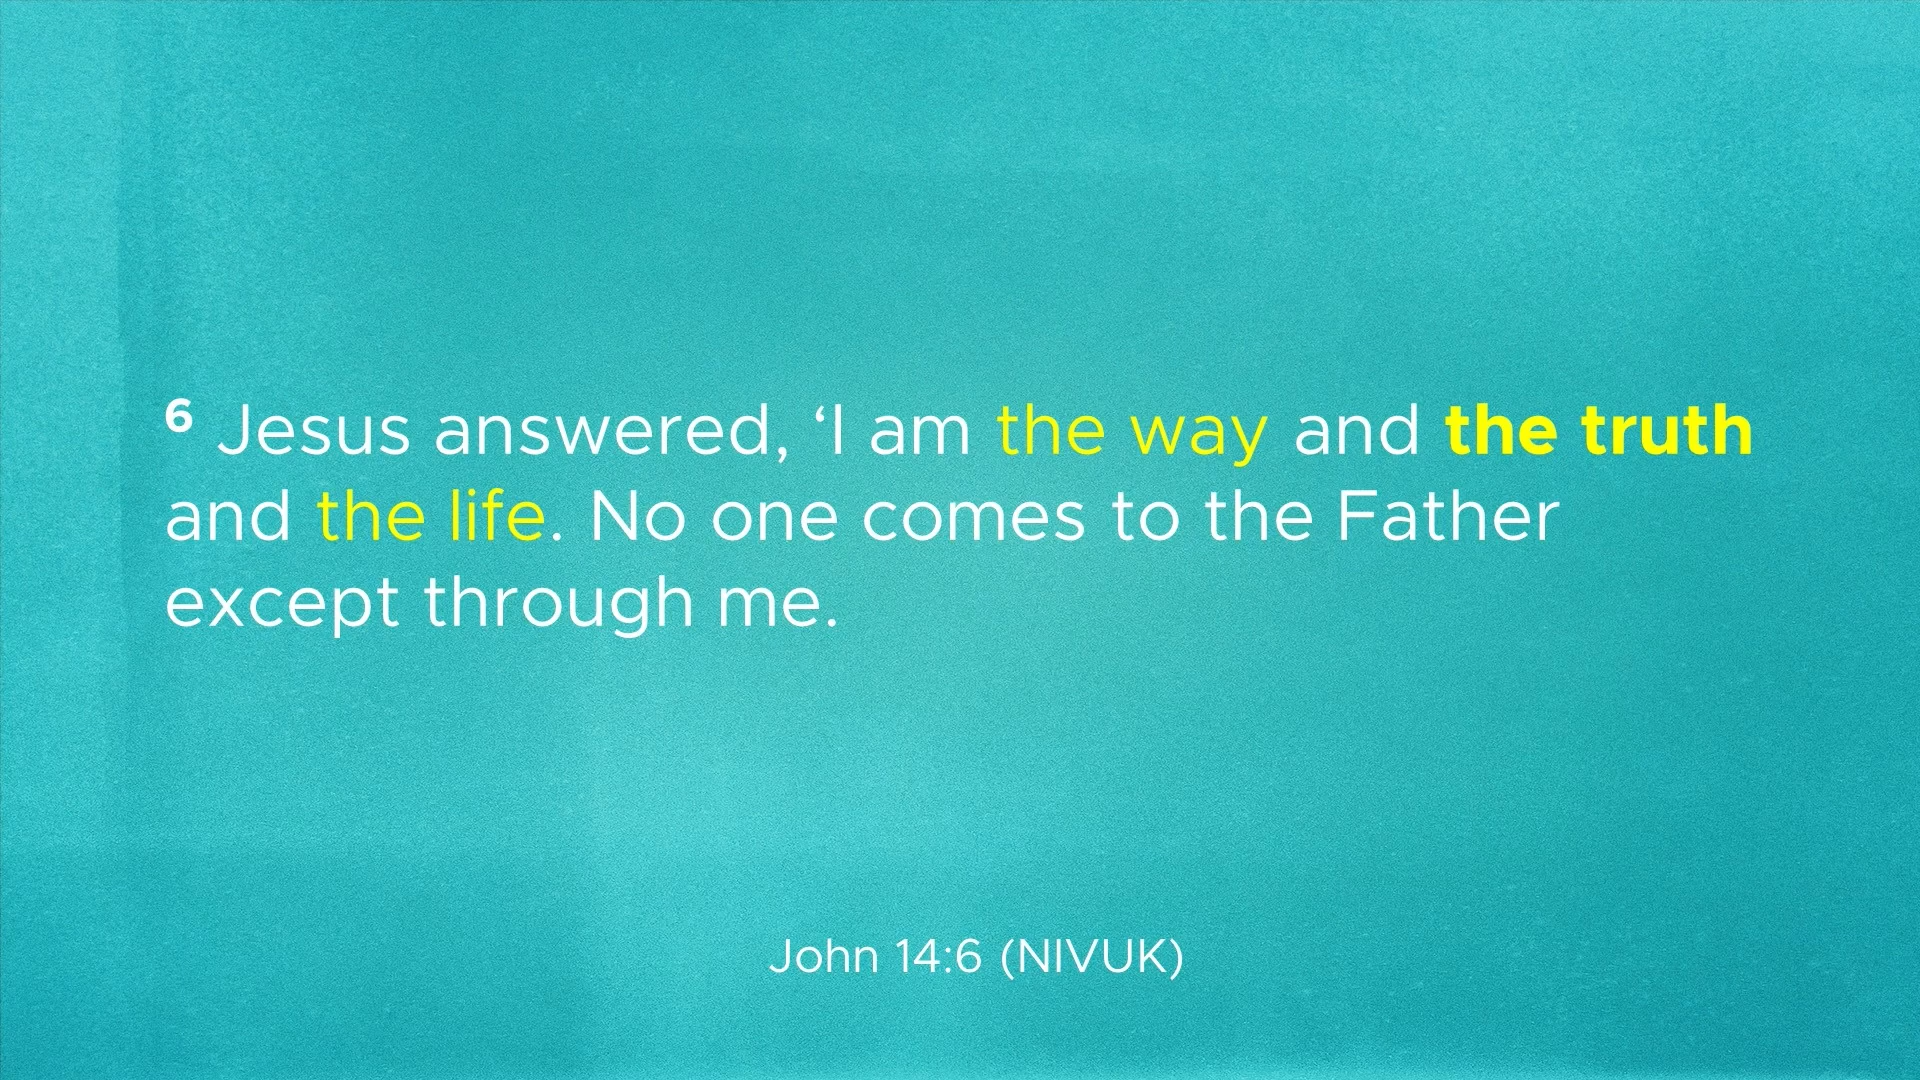 6 Jesus answered, ‘I am the way and the truth
and the life. No one comes to the Father
except through me.
John 14:6 (NIVUK)